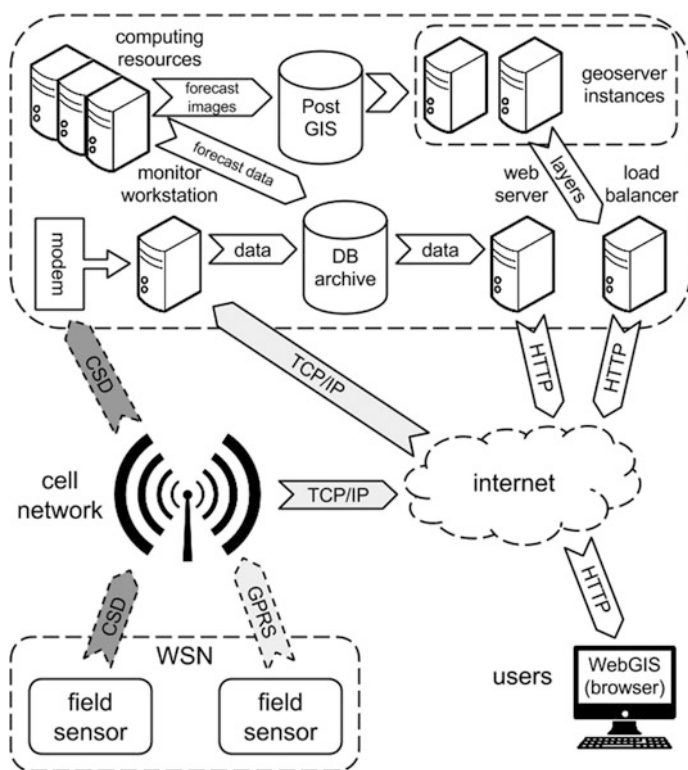 computing
resources
forecast
images
Post
GIS
geoserver
instances
forecast data
layers
monitor
workstation
web
server
load
balancer
modem
data
DB
archive
data
CSD
TCP/IP
HTTP
HTTP
cell
network
TCP/IP
internet
CSD
GPRS
HTTP
WSN
field
sensor
field
sensor
users
WebGIS
(browser)